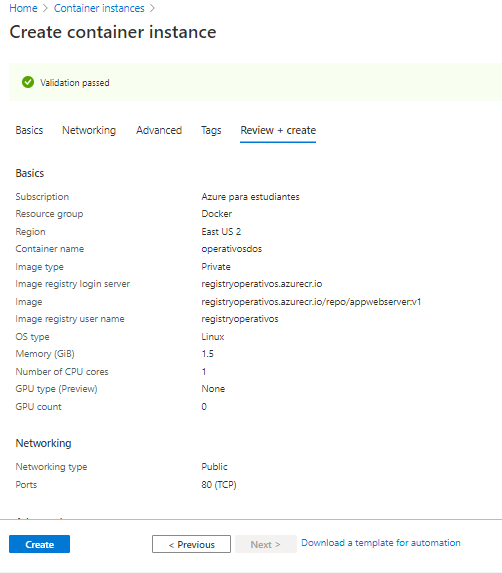 Home > Container instances >
Create container instance
Validation passed
Basics Networking Advanced Tags Review + create
Basics
Subscription Azure para estudiantes
Resource group Docker
Region East US 2
Container name operativosdos
Image type Private
Image registry login server registryoperativos.azurecr.io
Image registryoperativos.azurecr.io/repo/appwebserver:v1
Image registry user name registryoperativos
OS type Linux
Memory (GiB) 1.5
Number of CPU cores 1
GPU type (Preview) None
GPU count 0
Networking
Networking type Public
Ports 80 (TCP)
Create < Previous Next > Download a template for automation